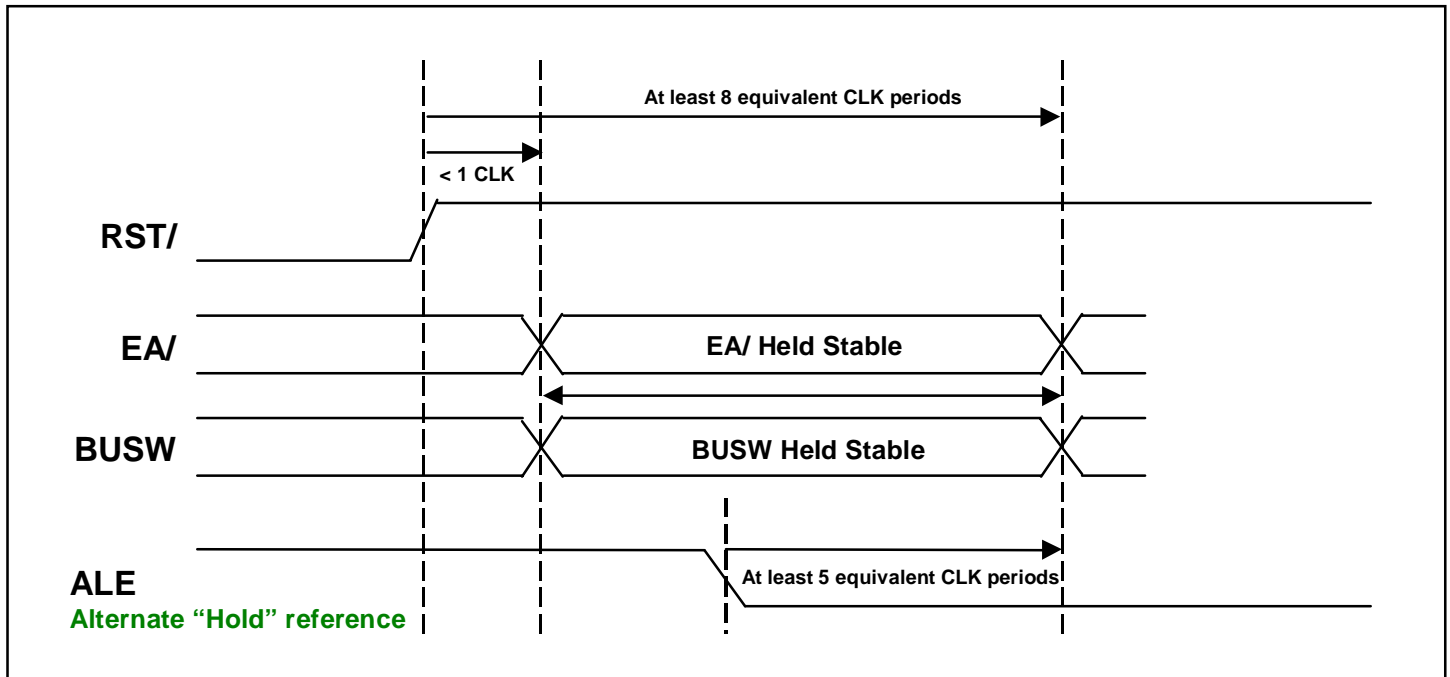 At least 8 equivalent CLK periods
< 1 CLK
RST/
EA/
EA/ Held Stable
BUSW
BUSW Held Stable
ALE
At least 5 equivalent CLK periods
Alternate “Hold” reference